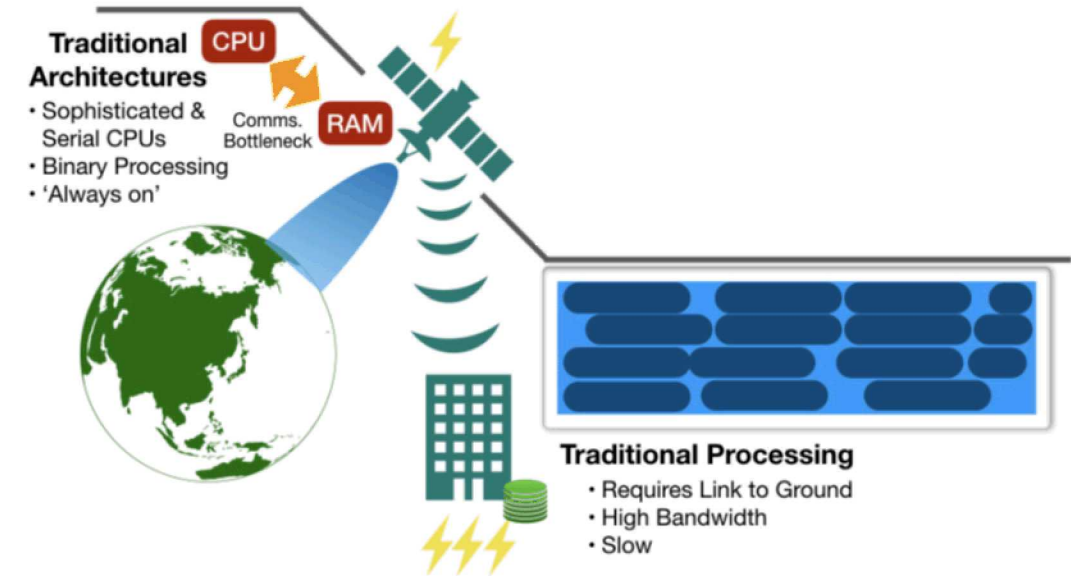 Traditional
Architectures
• Sophisticated &
Serial CPUs
• Binary Processing
• ‘Always on’
CPU
Comms.
Bottleneck
RAM
Traditional Processing
• Requires Link to Ground
• High Bandwidth
• Slow